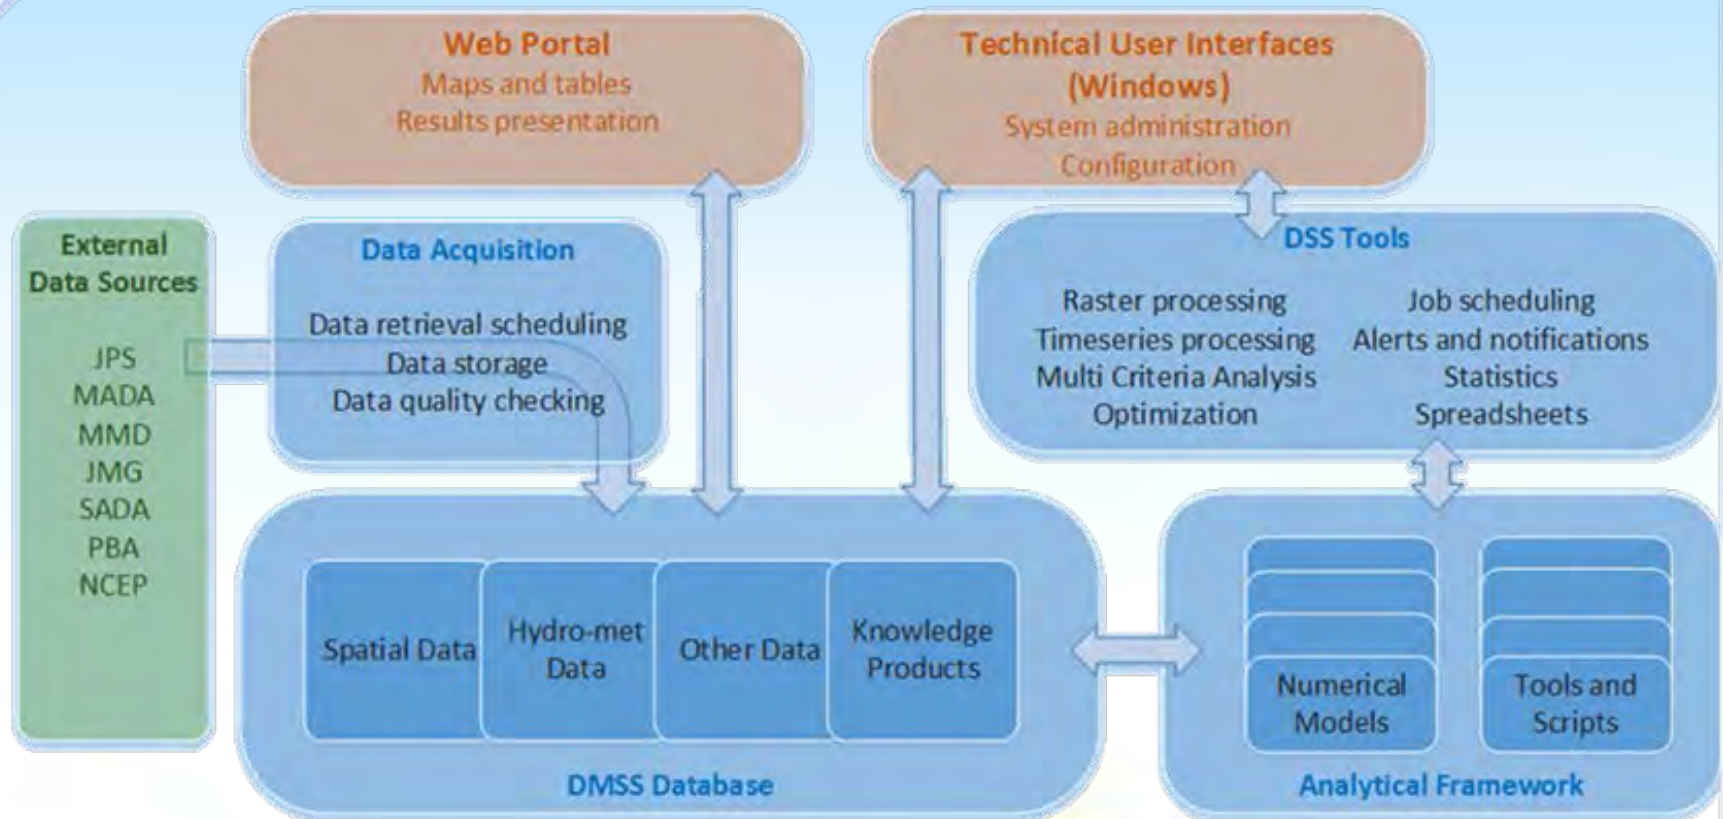 Web Portal
Maps and tables
Results presentation
Technical User Interfaces
(Windows)
System administration
Configuration
External
Data Sources
JPS
MADA
MMD
JMG
SADA
PBA
NCEP
Data Acquisition
Data retrieval scheduling
Data storage
Data quality checking
DSS Tools
Raster processing
Timeseries processing
Multi Criteria Analysis
Optimization
Job scheduling
Alerts and notifications
Statistics
Spreadsheets
Spatial Data
Hydro-met
Data
Other Data
Knowledge
Products
DMSS Database
Numerical
Models
Tools and
Scripts
Analytical Framework